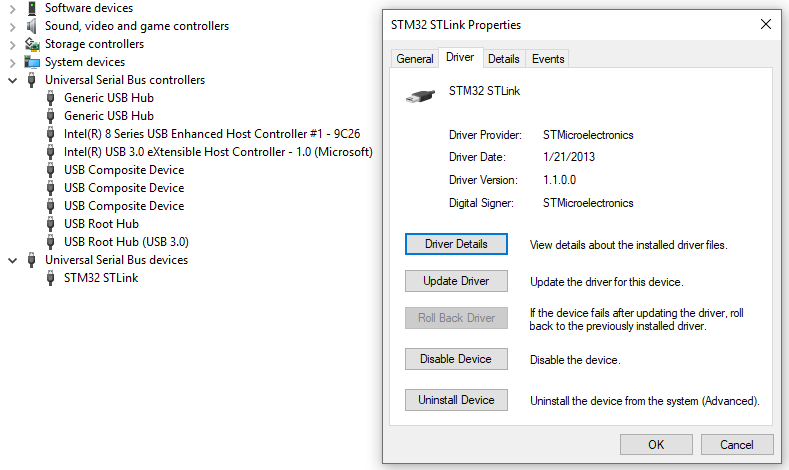 Software devices
Sound, video and game controllers
Storage controllers
System devices
Universal Serial Bus controllers
Generic USB Hub
Generic USB Hub
Intel(R) 8 Series USB Enhanced Host Controller #1 - 9C26
Intel(R) USB 3.0 eXtensible Host Controller - 1.0 (Microsoft)
USB Composite Device
USB Composite Device
USB Composite Device
USB Root Hub
USB Root Hub (USB 3.0)
Universal Serial Bus devices
STM32 STLink
STM32 STLink Properties
General Driver Details Events
STM32 STLink
Driver Provider: STMicroelectronics
Driver Date: 1/21/2013
Driver Version: 1.1.0.0
Digital Signer: STMicroelectronics
Driver Details View details about the installed driver files.
Update Driver Update the driver for this device.
Roll Back Driver If the device fails after updating the driver, roll
back to the previously installed driver.
Disable Device Disable the device.
Uninstall Device Uninstall the device from the system (Advanced).
OK Cancel